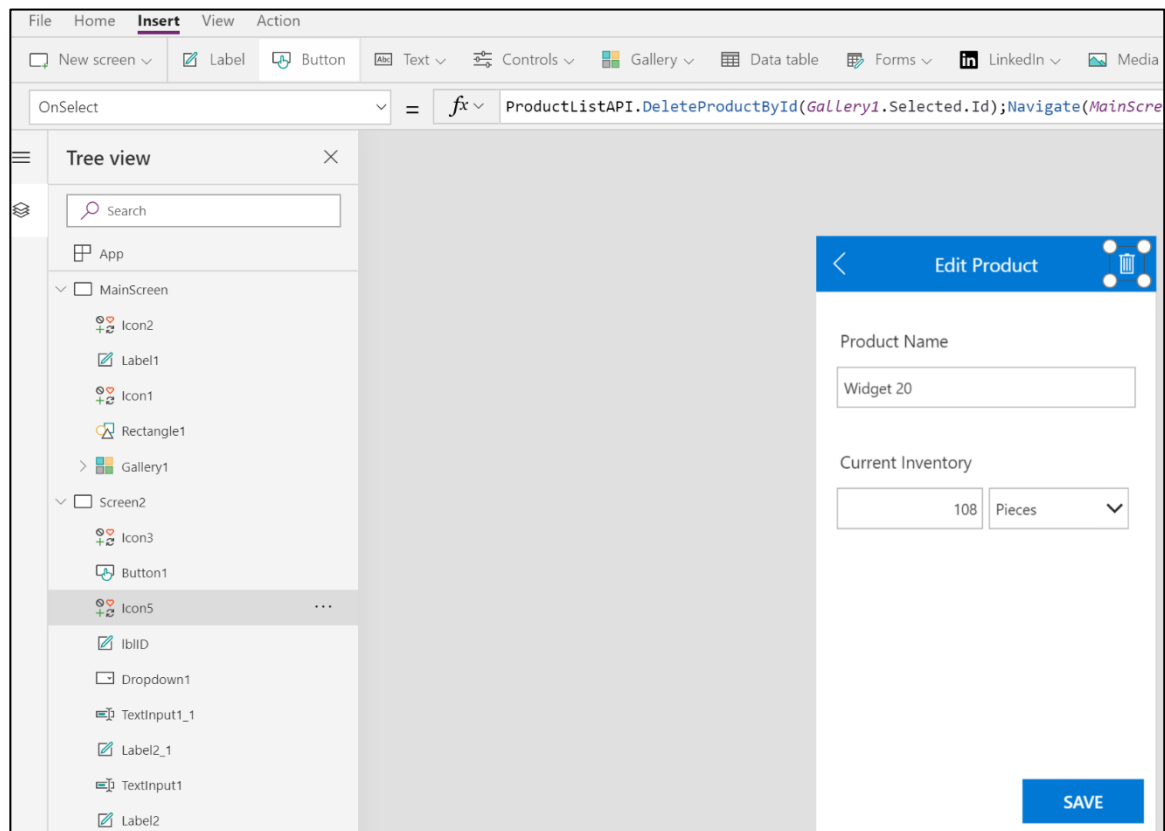 File Home Insert View Action
New screen Label Button Abc Text Controls Gallery Data table Forms in LinkedIn Media
OnSelect = fx ProductListAPI.DeleteProductById(Gallery1.Selected.Id);Navigate(MainScre
Tree view
Search
App
MainScreen
Icon2
Label1
Icon1
Rectangle1
Gallery1
Screen2
Icon3
Button1
Icon5 ...
lblID
Dropdown1
TextInput1_1
Label2_1
TextInput1
Label2
Edit Product
Product Name
Widget 20
Current Inventory
108 Pieces
SAVE